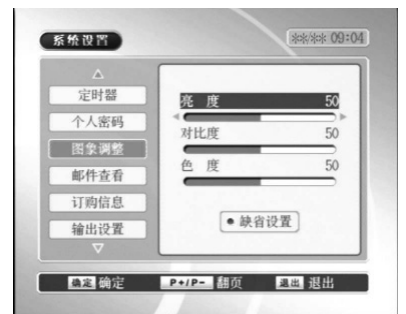 系统设置
**/** 09:04
定时器
个人密码
图象调整
邮件查看
订购信息
输出设置
亮 度 50
对比度 50
色 度 50
缺省设置
确定 确定 P+/P- 翻页 退出 退出